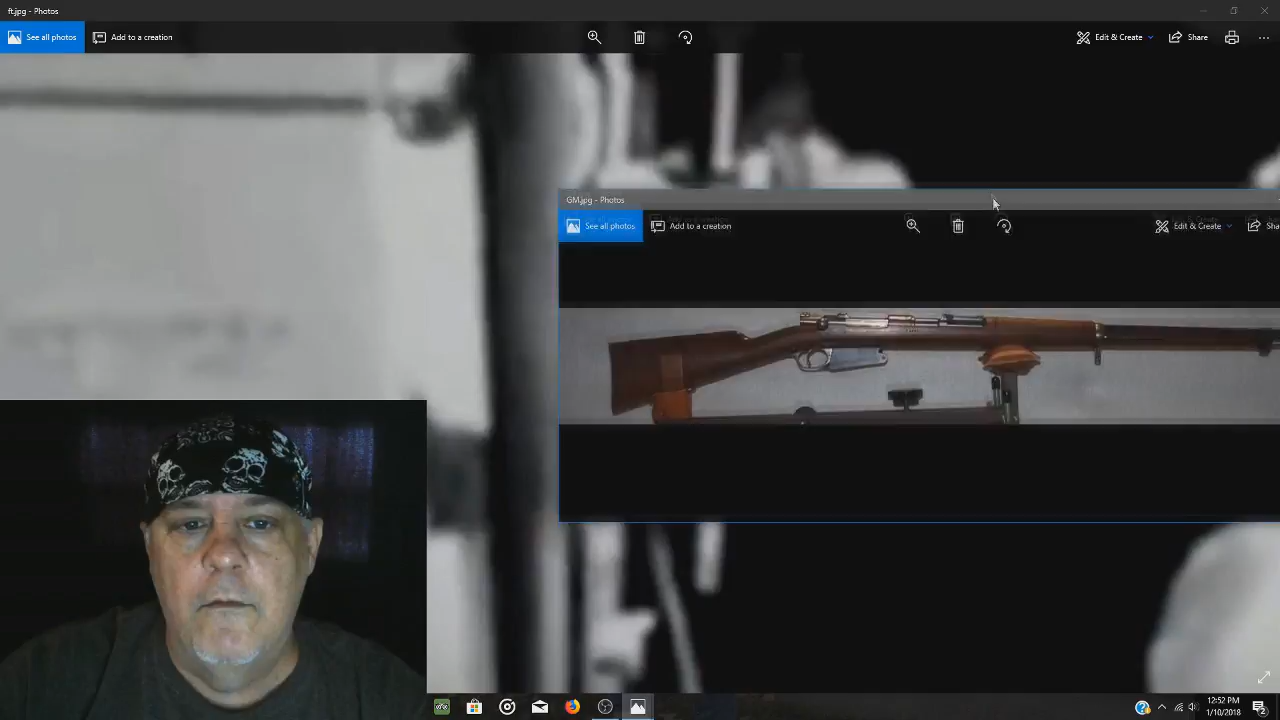 ft.jpg - Photos
See all photos
Add to a creation
Edit & Create
Share
GM.jpg - Photos
See all photos
Add to a creation
Edit & Create
Sha
12:52 PM
1/10/2018